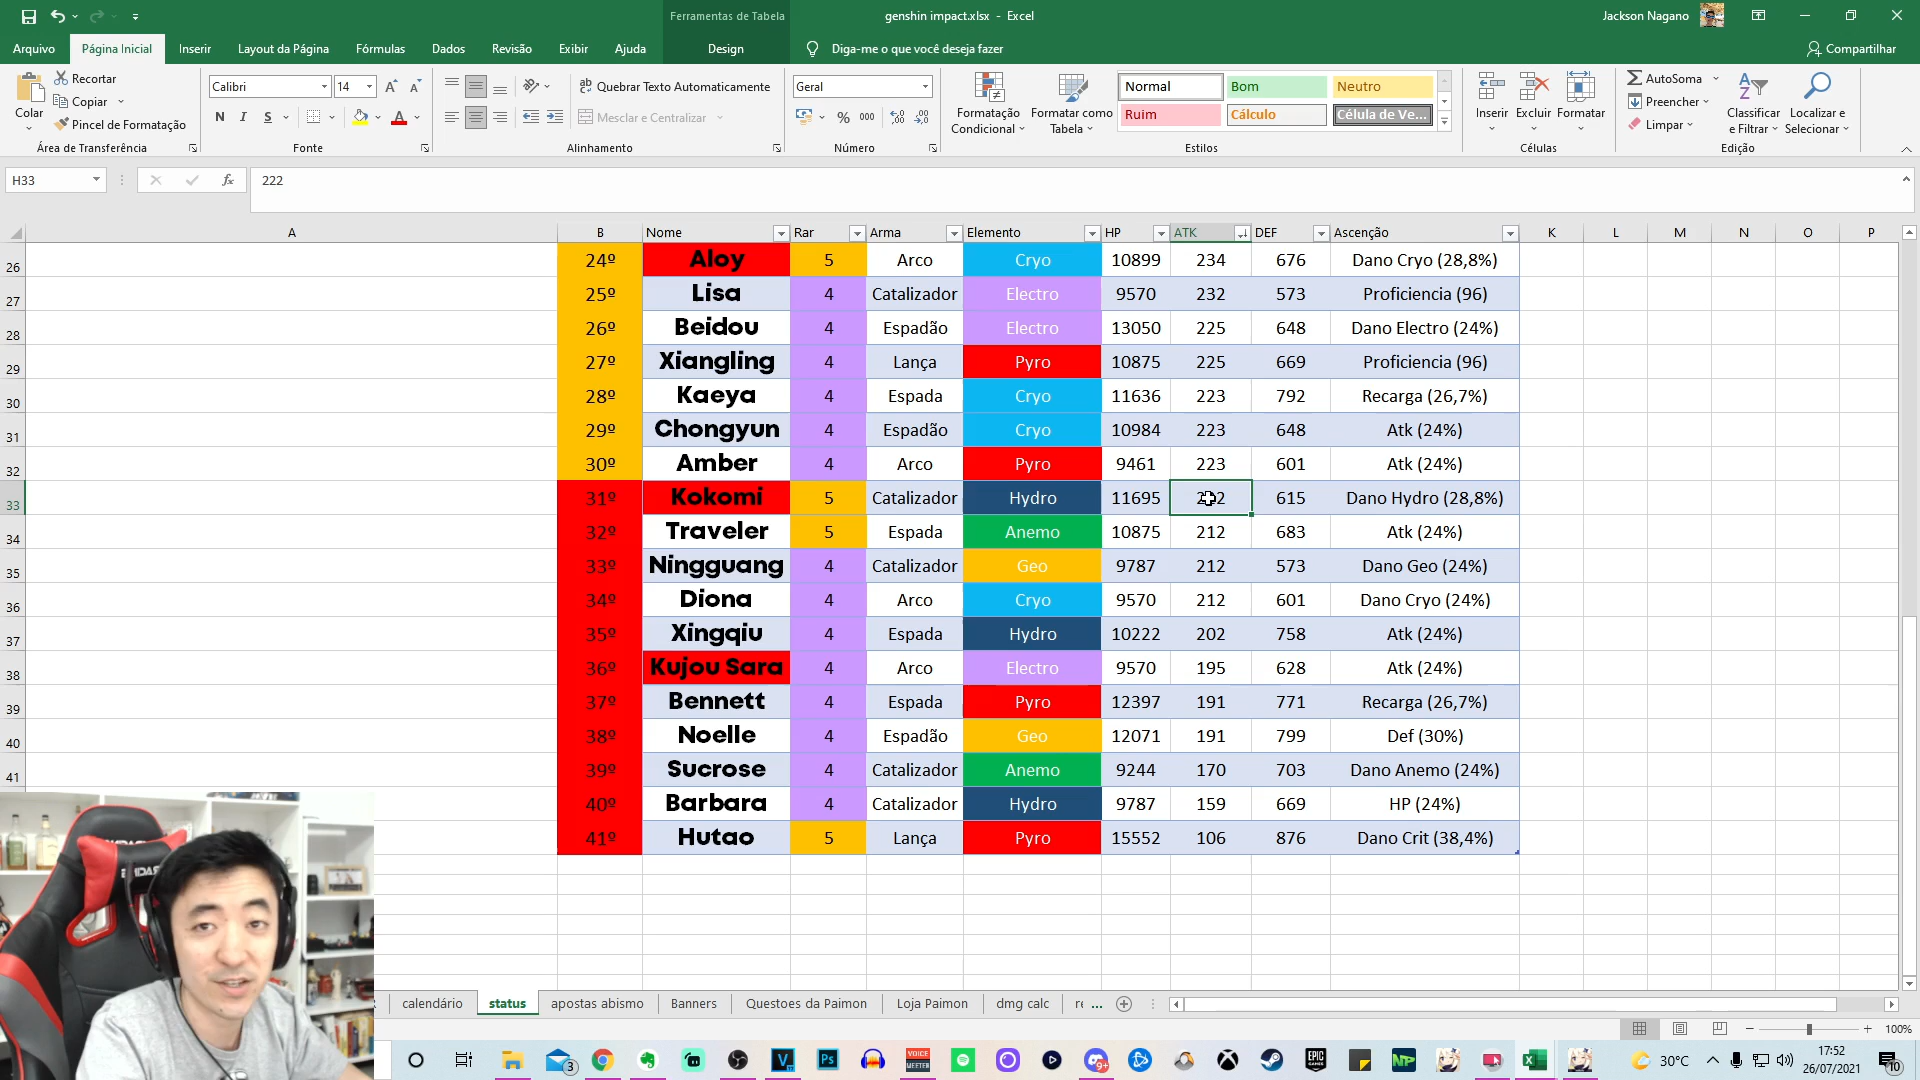 Ferramentas de Tabela
genshin impact.xlsx - Excel
Jackson Nagano
Arquivo Página Inicial Inserir Layout da Página Fórmulas Dados Revisão Exibir Ajuda Design Diga-me o que você deseja fazer Compartilhar
Colar
Recortar
Copiar
Pincel de Formatação
Área de Transferência
Calibri 14
N I S
Fonte
Quebrar Texto Automaticamente
Mesclar e Centralizar
Alinhamento
Geral
% 000
Número
Formatação Condicional
Formatar como Tabela
Normal Bom Neutro
Ruim Cálculo Célula de Ve...
Estilos
Inserir Excluir Formatar
Células
AutoSoma
Preencher
Limpar
Classificar e Filtrar
Localizar e Selecionar
Edição
H33 fx 222
A B Nome Rar Arma Elemento HP ATK DEF Ascenção K L M N O P
26 24º Aloy 5 Arco Cryo 10899 234 676 Dano Cryo (28,8%)
27 25º Lisa 4 Catalizador Electro 9570 232 573 Proficiencia (96)
28 26º Beidou 4 Espadão Electro 13050 225 648 Dano Electro (24%)
29 27º Xiangling 4 Lança Pyro 10875 225 669 Proficiencia (96)
30 28º Kaeya 4 Espada Cryo 11636 223 792 Recarga (26,7%)
31 29º Chongyun 4 Espadão Cryo 10984 223 648 Atk (24%)
32 30º Amber 4 Arco Pyro 9461 223 601 Atk (24%)
33 31º Kokomi 5 Catalizador Hydro 11695 222 615 Dano Hydro (28,8%)
34 32º Traveler 5 Espada Anemo 10875 212 683 Atk (24%)
35 33º Ningguang 4 Catalizador Geo 9787 212 573 Dano Geo (24%)
36 34º Diona 4 Arco Cryo 9570 212 601 Dano Cryo (24%)
37 35º Xingqiu 4 Espada Hydro 10222 202 758 Atk (24%)
38 36º Kujou Sara 4 Arco Electro 9570 195 628 Atk (24%)
39 37º Bennett 4 Espada Pyro 12397 191 771 Recarga (26,7%)
40 38º Noelle 4 Espadão Geo 12071 191 799 Def (30%)
41 39º Sucrose 4 Catalizador Anemo 9244 170 703 Dano Anemo (24%)
40º Barbara 4 Catalizador Hydro 9787 159 669 HP (24%)
41º Hutao 5 Lança Pyro 15552 106 876 Dano Crit (38,4%)
calendário status apostas abismo Banners Questoes da Paimon Loja Paimon dmg calc re ...
100%
3 Ps VOICE MEETER 9+ EPIC GAMES NP
30°C
17:52
26/07/2021
10